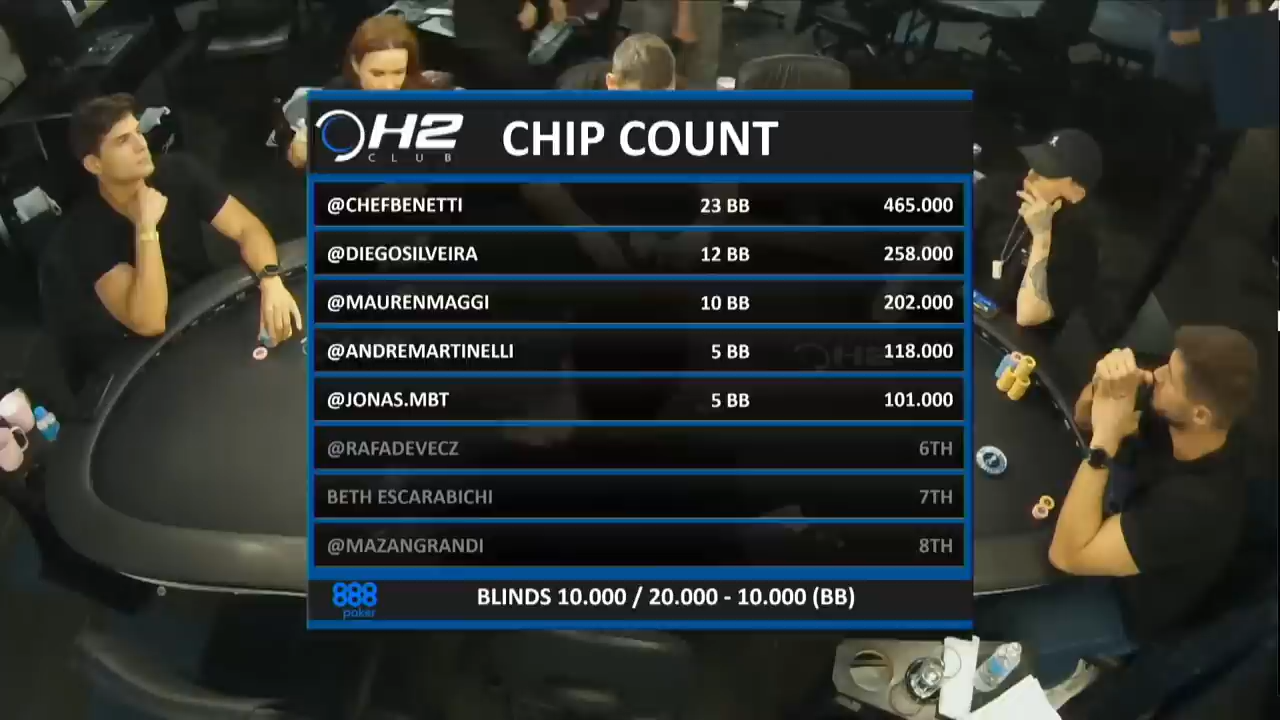 H2 CLUB CHIP COUNT
@CHEFBENETTI 23 BB 465.000
@DIEGOSILVEIRA 12 BB 258.000
@MAURENMAGGI 10 BB 202.000
@ANDREMARTINELLI 5 BB 118.000
@JONAS.MBT 5 BB 101.000
@RAFADEVECZ 6TH
BETH ESCARABICHI 7TH
@MAZANGRANDI 8TH
888 poker BLINDS 10.000 / 20.000 - 10.000 (BB)